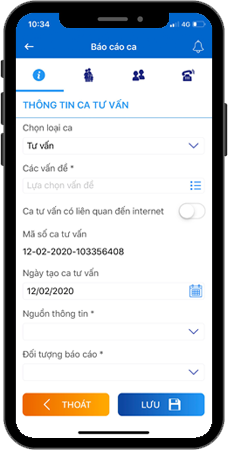 10:34
4G
Báo cáo ca
THÔNG TIN CA TƯ VẤN
Chọn loại ca
Tư vấn
Các vấn đề *
Lựa chọn vấn đề
Ca tư vấn có liên quan đến internet
Mã số ca tư vấn
12-02-2020-103356408
Ngày tạo ca tư vấn
12/02/2020
Nguồn thông tin *
Đối tượng báo cáo *
THOÁT
LƯU